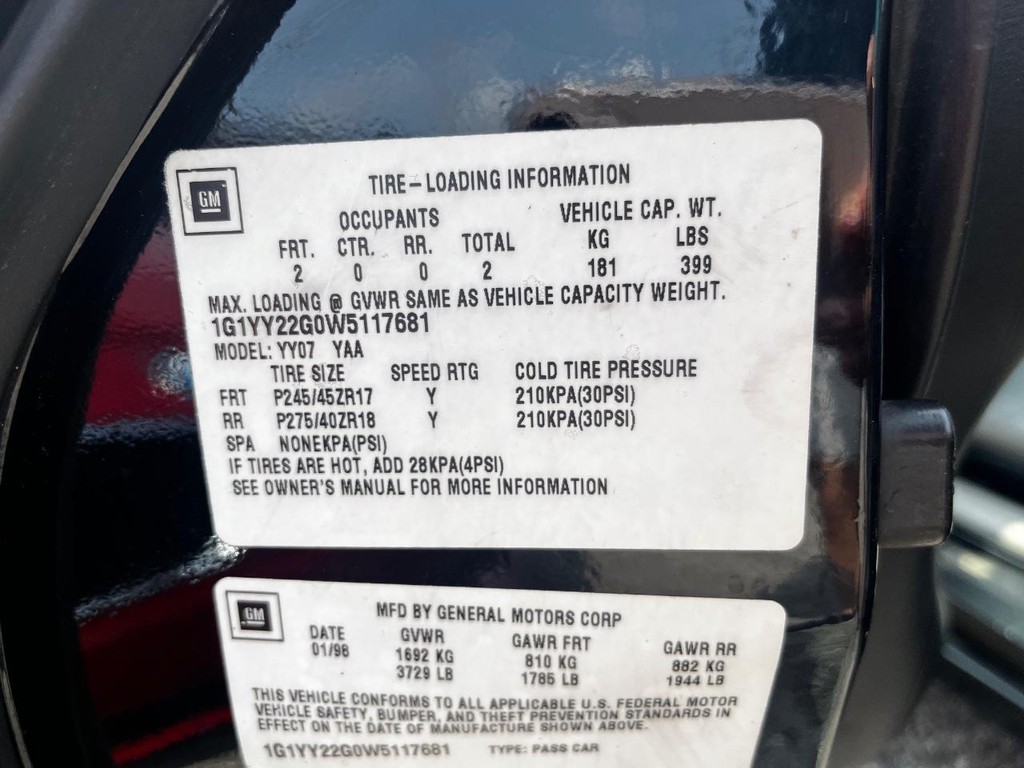 GM
TIRE-LOADING INFORMATION
OCCUPANTS VEHICLE CAP. WT.
FRT. CTR. RR. TOTAL KG LBS
2 0 0 2 181 399
MAX. LOADING @ GVWR SAME AS VEHICLE CAPACITY WEIGHT.
1G1YY22G0W5117681
MODEL: YY07 YAA
TIRE SIZE SPEED RTG COLD TIRE PRESSURE
FRT P245/45ZR17 Y 210KPA(30PSI)
RR P275/40ZR18 Y 210KPA(30PSI)
SPA NONEKPA(PSI)
IF TIRES ARE HOT, ADD 28KPA(4PSI)
SEE OWNER'S MANUAL FOR MORE INFORMATION
GM
MFD BY GENERAL MOTORS CORP
DATE GVWR GAWR FRT GAWR RR
01/98 1692 KG 810 KG 882 KG
3729 LB 1785 LB 1944 LB
THIS VEHICLE CONFORMS TO ALL APPLICABLE U.S. FEDERAL MOTOR
VEHICLE SAFETY, BUMPER, AND THEFT PREVENTION STANDARDS IN
EFFECT ON THE DATE OF MANUFACTURE SHOWN ABOVE.
1G1YY22G0W5117681 TYPE: PASS CAR